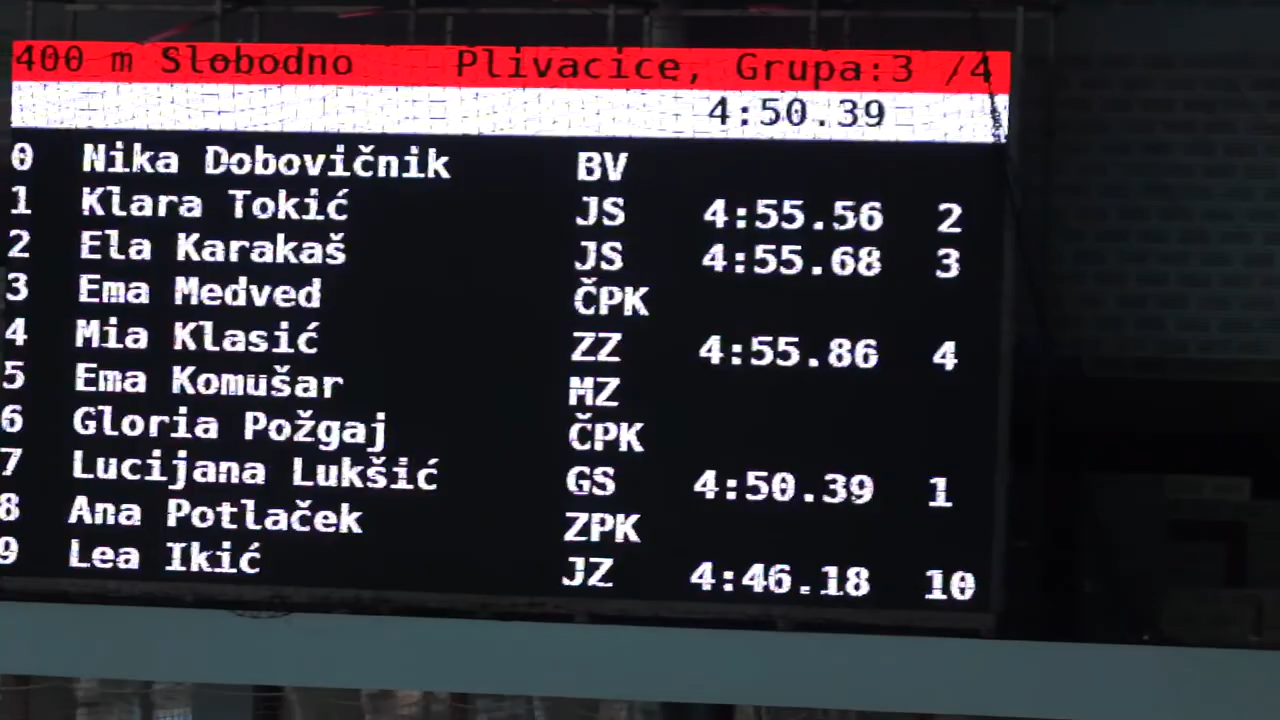 400 m Slobodno Plivacice, Grupa:3 /4
4:50.39
0 Nika Dobovičnik BV
1 Klara Tokić JS 4:55.56 2
2 Ela Karakaš JS 4:55.68 3
3 Ema Medved ČPK
4 Mia Klasić ZZ 4:55.86 4
5 Ema Komušar MZ
6 Gloria Požgaj ČPK
7 Lucijana Lukšić GS 4:50.39 1
8 Ana Potlaček ZPK
9 Lea Ikić JZ 4:46.18 10